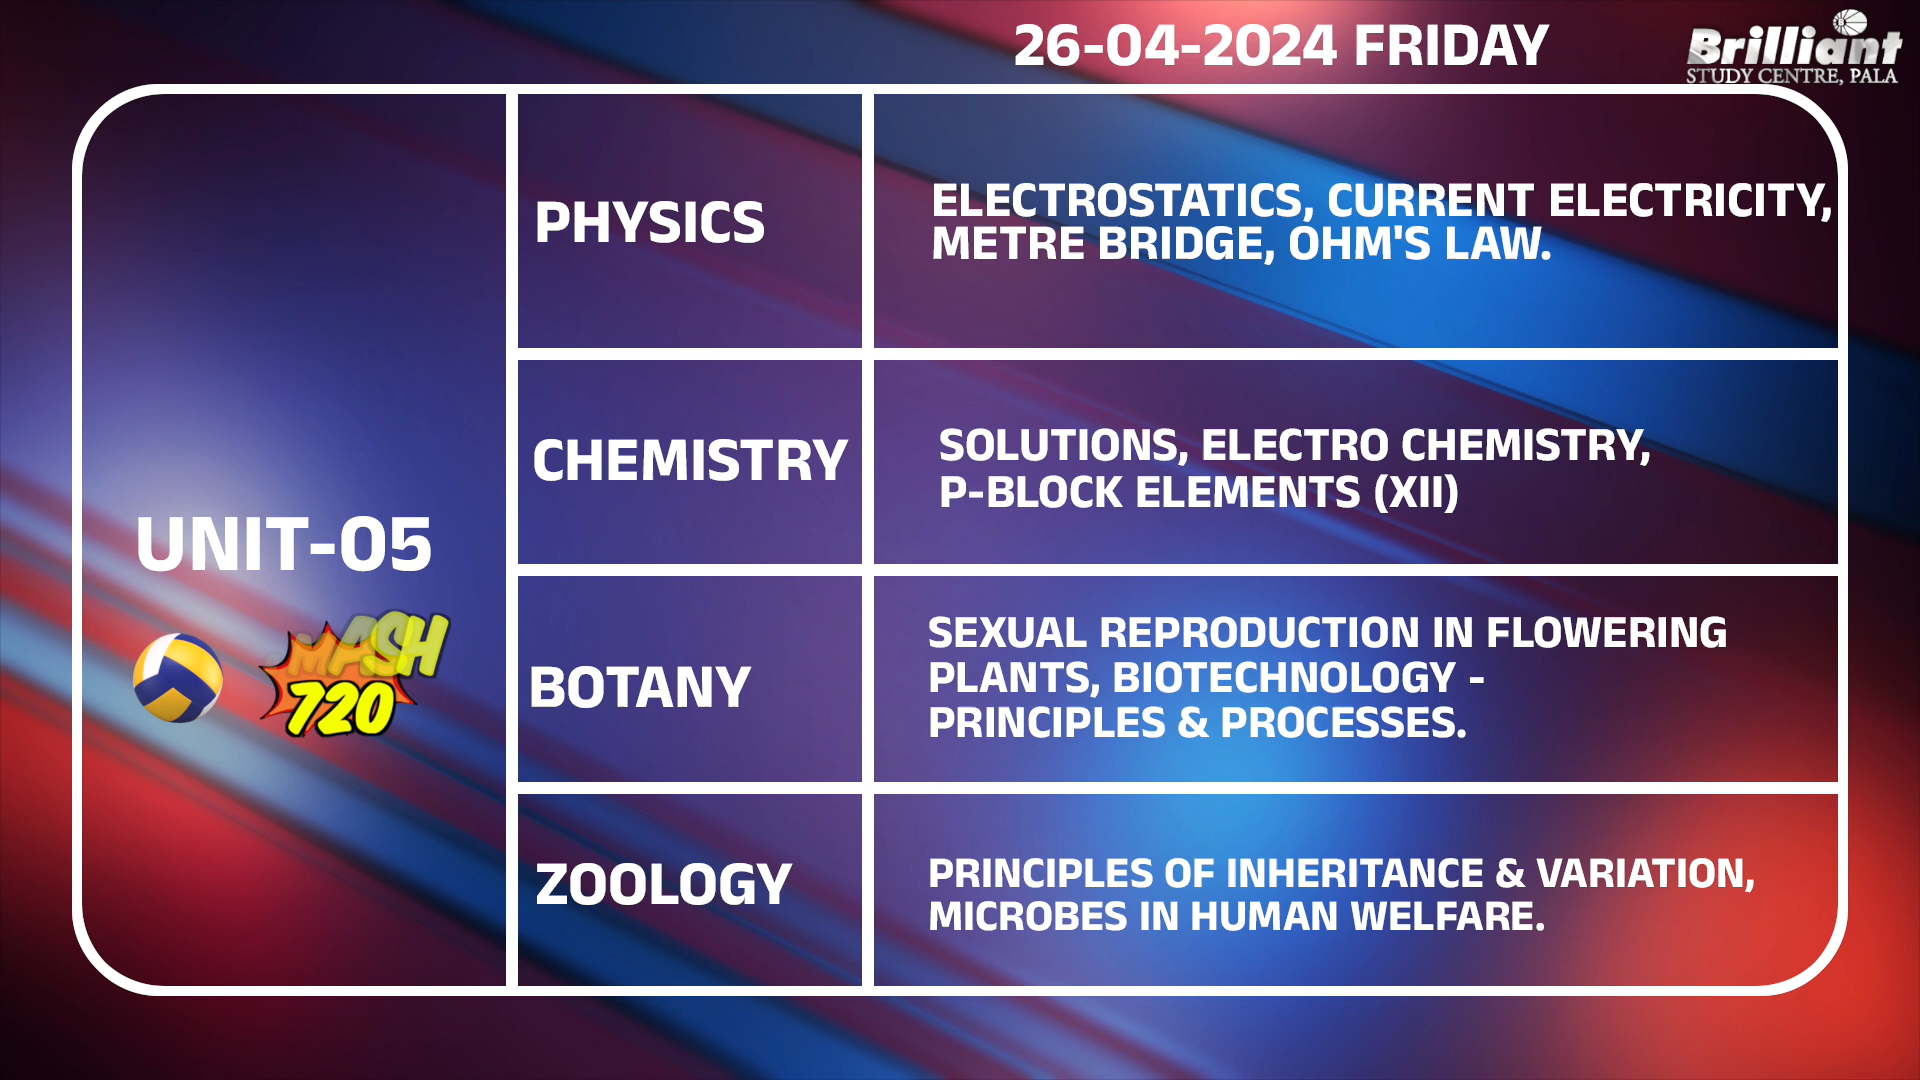 26-04-2024 FRIDAY
Brilliant
STUDY CENTRE, PALA
UNIT-05
MASH
720
PHYSICS
ELECTROSTATICS, CURRENT ELECTRICITY,
METRE BRIDGE, OHM'S LAW.
CHEMISTRY
SOLUTIONS, ELECTRO CHEMISTRY,
P-BLOCK ELEMENTS (XII)
BOTANY
SEXUAL REPRODUCTION IN FLOWERING
PLANTS, BIOTECHNOLOGY -
PRINCIPLES & PROCESSES.
ZOOLOGY
PRINCIPLES OF INHERITANCE & VARIATION,
MICROBES IN HUMAN WELFARE.